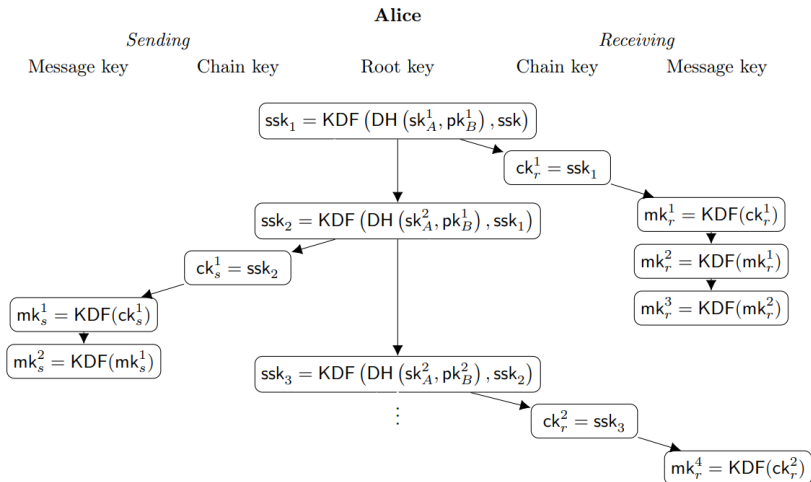 Alice
Sending Receiving
Message key Chain key Root key Chain key Message key
ssk₁ = KDF (DH (sk¹_A, pk¹_B) , ssk)
ck¹_r = ssk₁
mk¹_r = KDF(ck¹_r)
ssk₂ = KDF (DH (sk²_A, pk¹_B) , ssk₁)
mk²_r = KDF(mk¹_r)
ck¹_s = ssk₂
mk³_r = KDF(mk²_r)
mk¹_s = KDF(ck¹_s)
mk²_s = KDF(mk¹_s)
ssk₃ = KDF (DH (sk²_A, pk²_B) , ssk₂)
⋮
ck²_r = ssk₃
mk⁴_r = KDF(ck²_r)